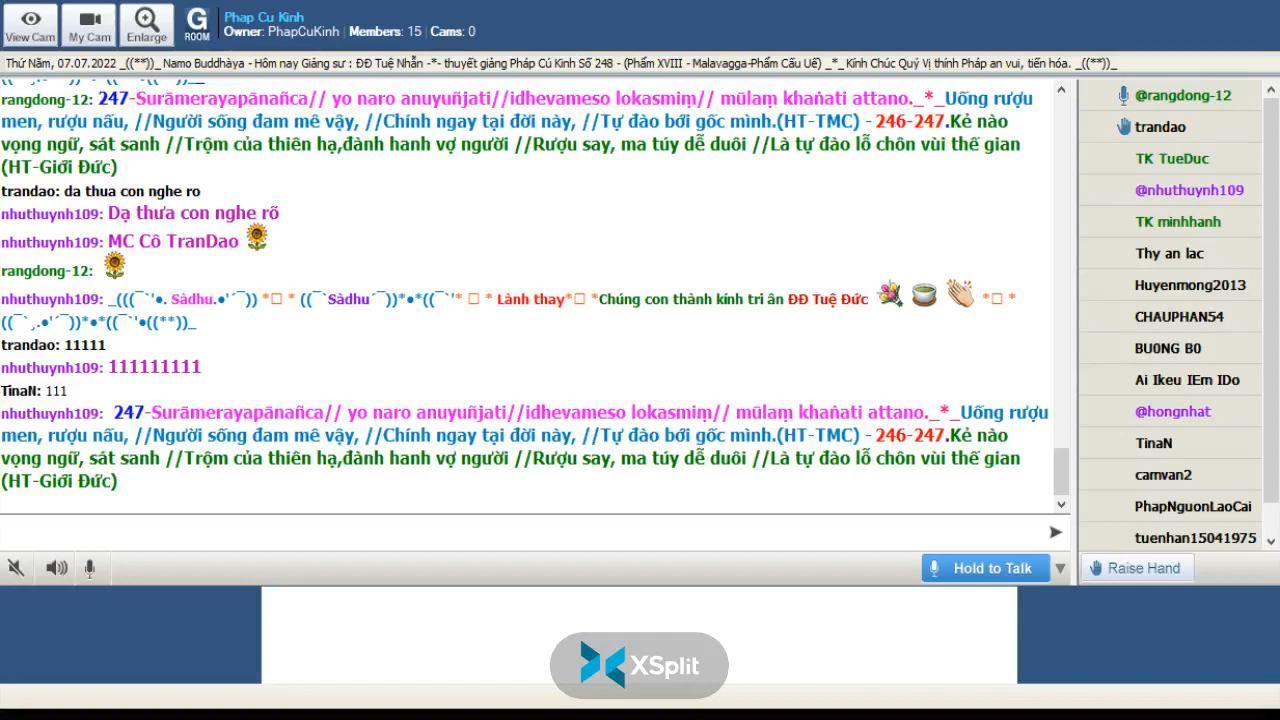 View Cam
My Cam
Enlarge
G
ROOM
Phap Cu Kinh
Owner: PhapCuKinh | Members: 15 | Cams: 0
Thứ Năm, 07.07.2022 _((**))_ Namo Buddhàya - Hôm nay Giảng sư : ĐĐ Tuệ Nhẫn -*- thuyết giảng Pháp Cú Kinh Số 248 - (Phẩm XVIII - Malavagga-Phẩm Cấu Uế) _*_ Kính Chúc Quý Vị thính Pháp an vui, tiến hóa. _((**))_
rangdong-12: 247-Surāmerayapānañca// yo naro anuyuñjati//idhevameso lokasmiṃ// mūlaṃ khaṅati attano._*_Uống rượu
men, rượu nấu, //Người sống đam mê vậy, //Chính ngay tại đời này, //Tự đào bới gốc mình.(HT-TMC) - 246-247.Kẻ nào
vọng ngữ, sát sanh //Trộm của thiên hạ,đành hanh vợ người //Rượu say, ma túy dễ duôi //Là tự đào lỗ chôn vùi thế gian
(HT-Giới Đức)
trandao: da thua con nghe ro
nhuthuynh109: Dạ thưa con nghe rõ
nhuthuynh109: MC Cô TranDao
rangdong-12:
nhuthuynh109: _(((¯`'•. Sàdhu.•'´¯)) *□ * ((¯`Sàdhu´¯))*•*((¯`'* □ * Lành thay*□ *Chúng con thành kính tri ân ĐĐ Tuệ Đức *□ *
((¯`¸.•'´¯))*•*((¯`'•((**))_
trandao: 11111
nhuthuynh109: 111111111
TinaN: 111
nhuthuynh109: 247-Surāmerayapānañca// yo naro anuyuñjati//idhevameso lokasmiṃ// mūlaṃ khaṅati attano._*_Uống rượu
men, rượu nấu, //Người sống đam mê vậy, //Chính ngay tại đời này, //Tự đào bới gốc mình.(HT-TMC) - 246-247.Kẻ nào
vọng ngữ, sát sanh //Trộm của thiên hạ,đành hanh vợ người //Rượu say, ma túy dễ duôi //Là tự đào lỗ chôn vùi thế gian
(HT-Giới Đức)
@rangdong-12
trandao
TK TueDuc
@nhuthuynh109
TK minhhanh
Thy an lac
Huyenmong2013
CHAUPHAN54
BU0NG B0
Ai Ikeu IEm IDo
@hongnhat
TinaN
camvan2
PhapNguonLaoCai
tuenhan15041975
Hold to Talk
Raise Hand
XSplit